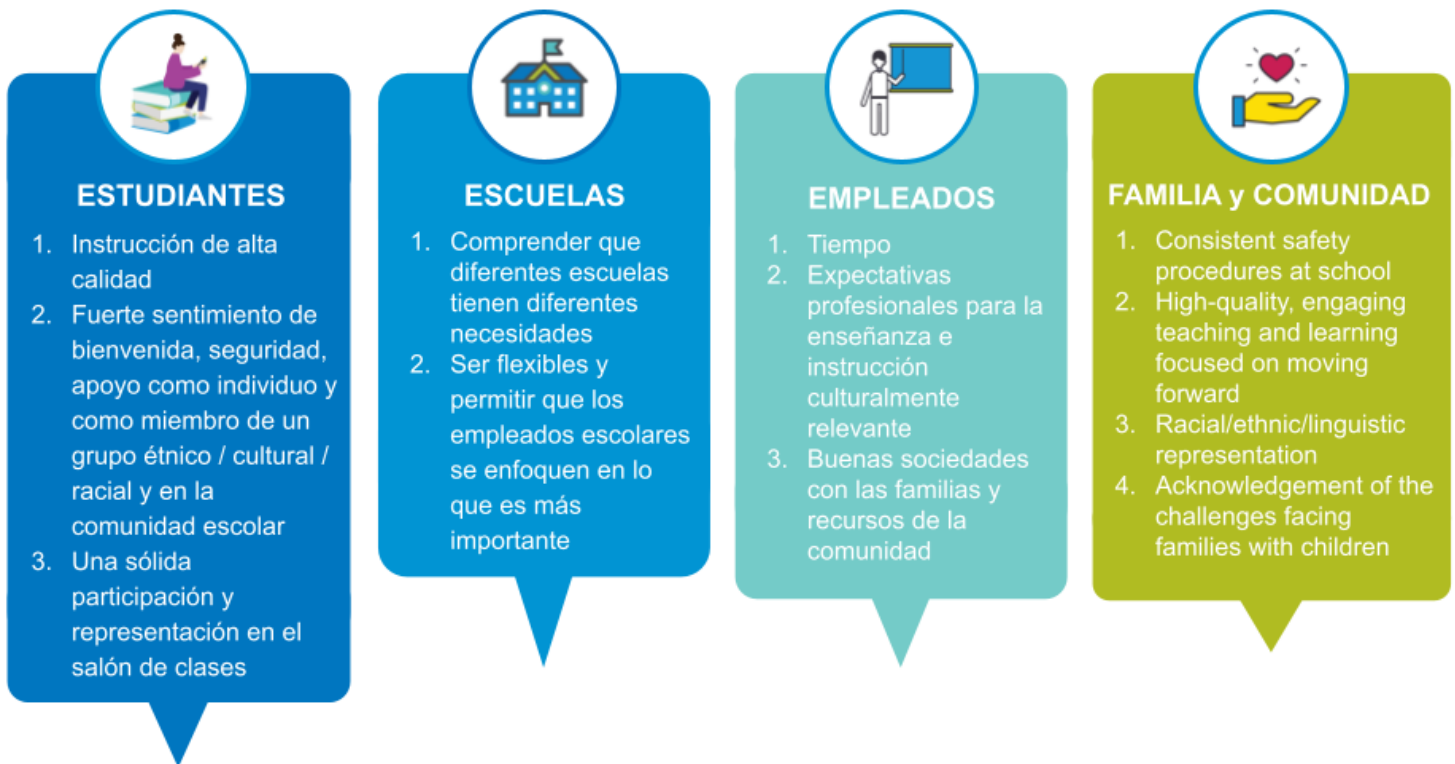 ESTUDIANTES
1. Instrucción de alta
calidad
2. Fuerte sentimiento de
bienvenida, seguridad,
apoyo como individuo y
como miembro de un
grupo étnico / cultural /
racial y en la
comunidad escolar
3. Una sólida
participación y
representación en el
salón de clases
ESCUELAS
1. Comprender que
diferentes escuelas
tienen diferentes
necesidades
2. Ser flexibles y
permitir que los
empleados escolares
se enfoquen en lo
que es más
importante
EMPLEADOS
1. Tiempo
2. Expectativas
profesionales para la
enseñanza e
instrucción
culturalmente
relevante
3. Buenas sociedades
con las familias y
recursos de la
comunidad
FAMILIA y COMUNIDAD
1. Consistent safety
procedures at school
2. High-quality, engaging
teaching and learning
focused on moving
forward
3. Racial/ethnic/linguistic
representation
4. Acknowledgement of the
challenges facing
families with children